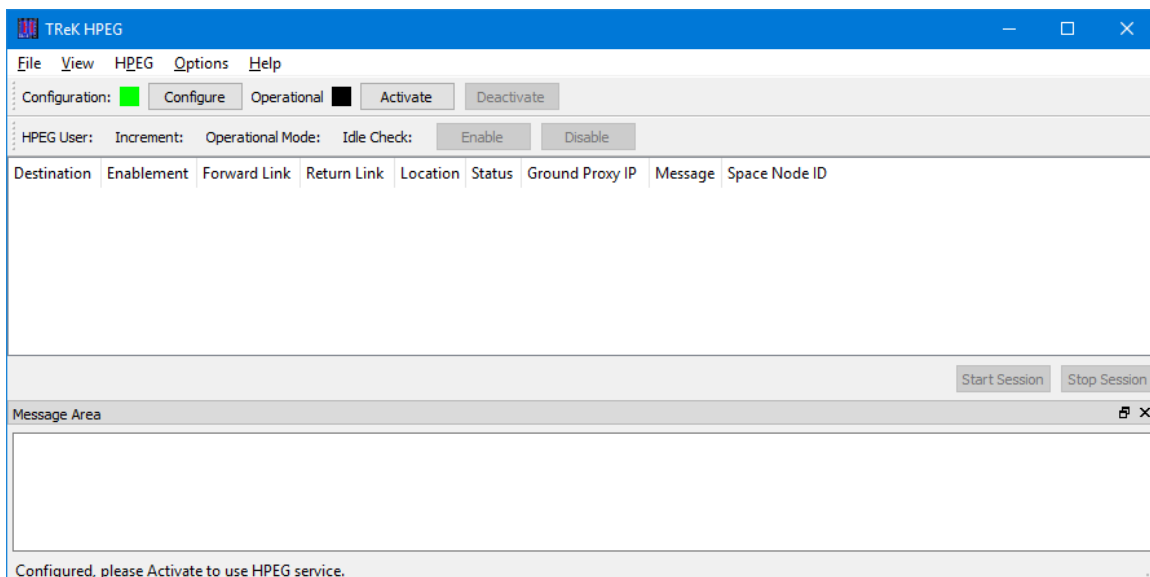 TReK HPEG
File View HPEG Options Help
Configuration: Configure Operational Activate Deactivate
HPEG User: Increment: Operational Mode: Idle Check: Enable Disable
Destination Enablement Forward Link Return Link Location Status Ground Proxy IP Message Space Node ID
Start Session Stop Session
Message Area
Configured, please Activate to use HPEG service.